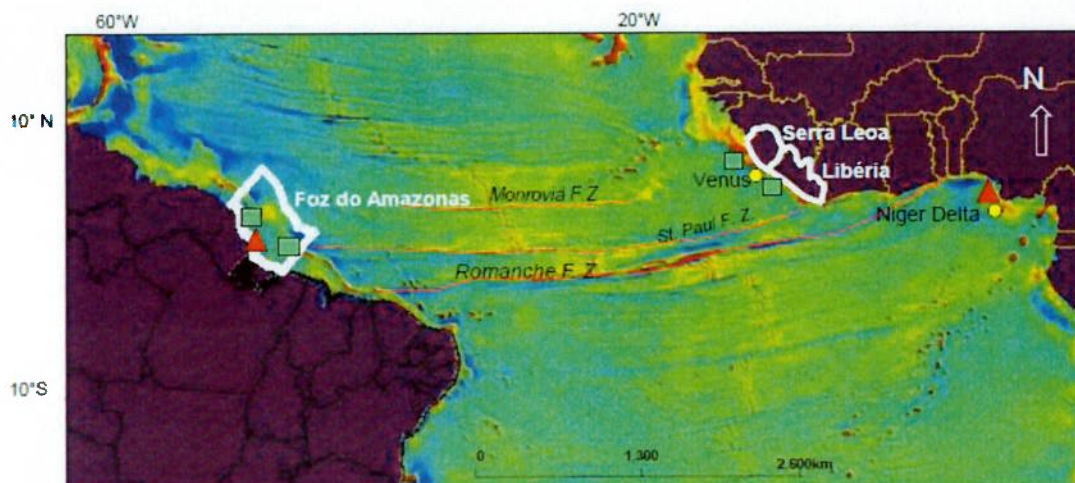 60°W 20°W
10° N
N
Serra Leoa
Libéria
Venus
Foz do Amazonas
Monrovia F. Z
St. Paul F. Z.
Niger Delta
Romanche F. Z.
10°S
0 1.300 2.600km